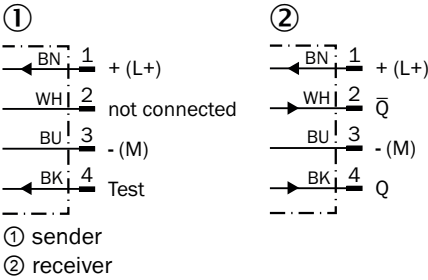 ① ②
BN 1 + (L+) BN 1 + (L+)
WH 2 not connected WH 2 Q̅
BU 3 - (M) BU 3 - (M)
BK 4 Test BK 4 Q
① sender
② receiver